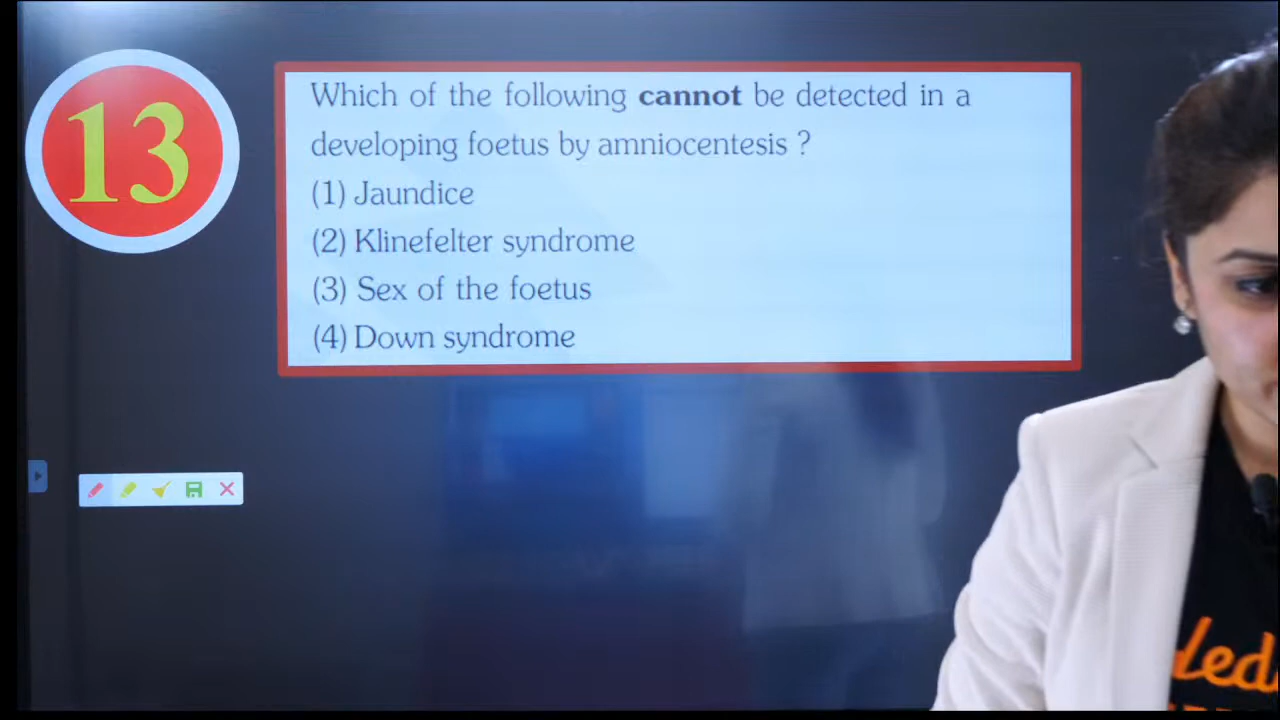 13
Which of the following cannot be detected in a
developing foetus by amniocentesis ?
(1) Jaundice
(2) Klinefelter syndrome
(3) Sex of the foetus
(4) Down syndrome